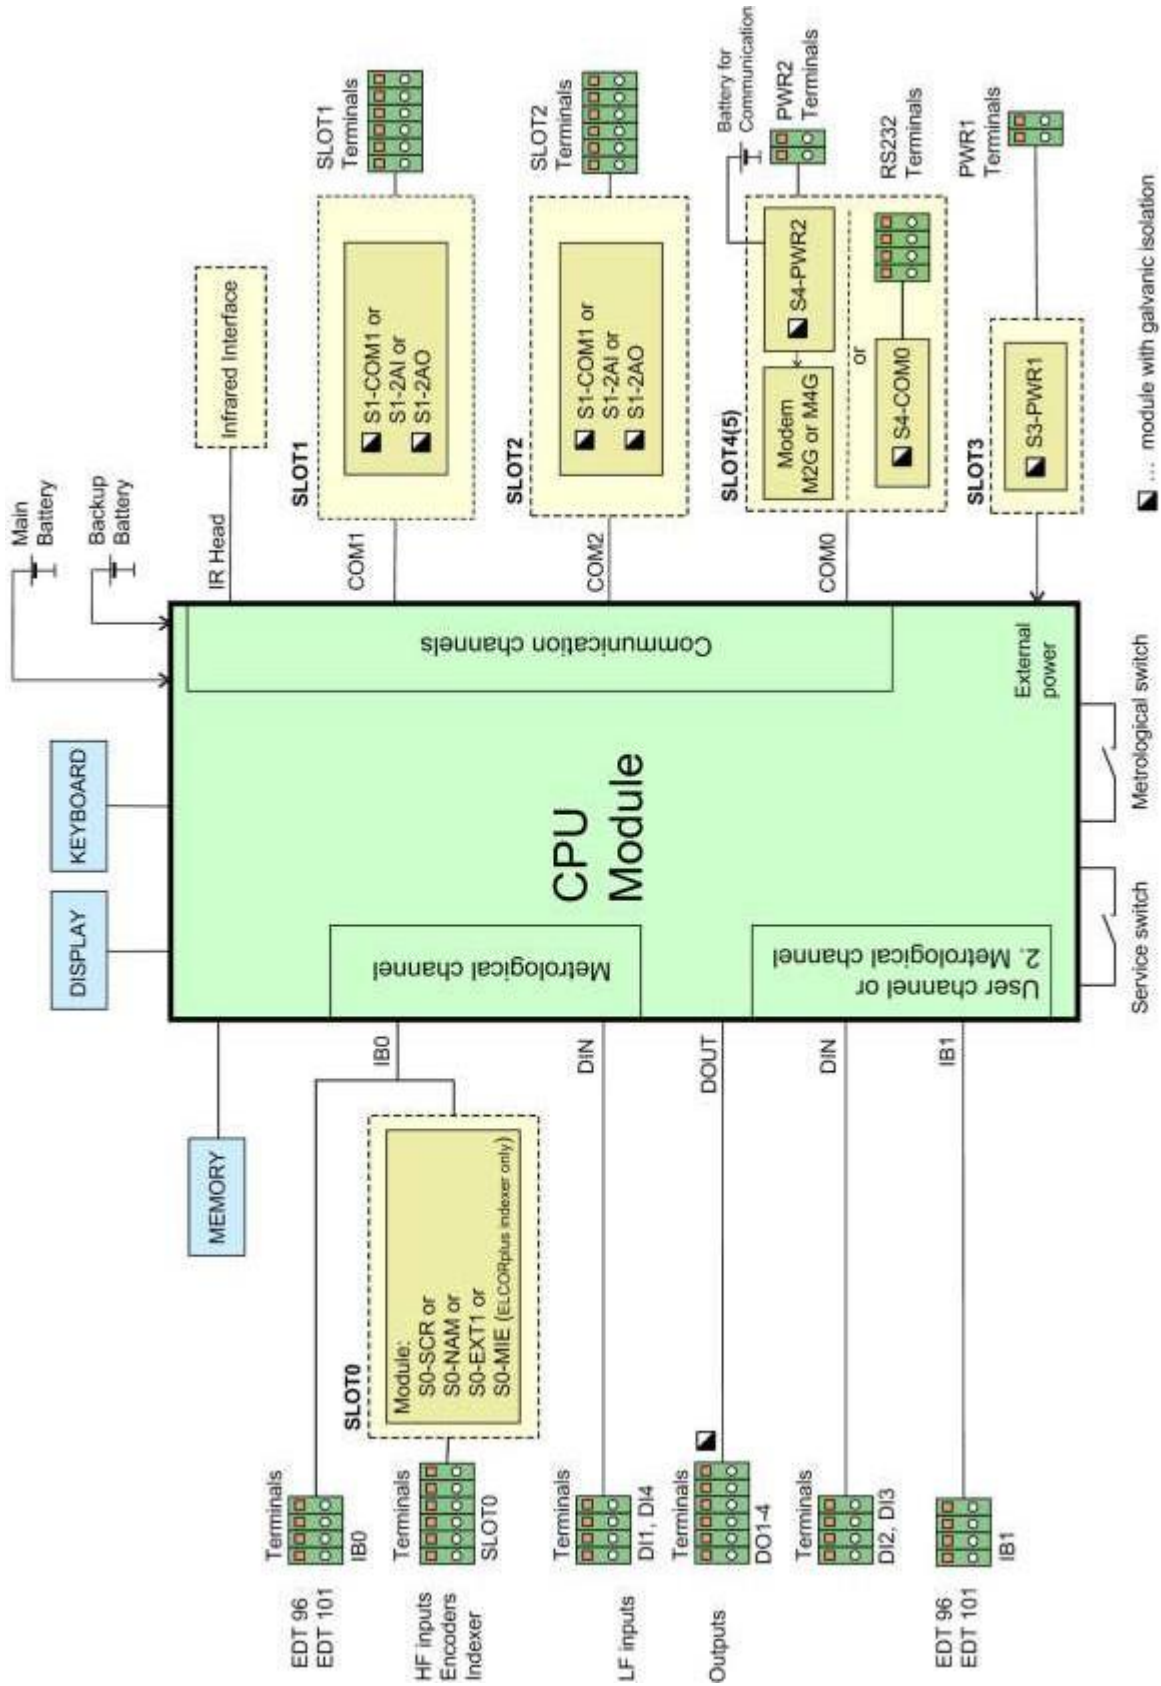 Main
Battery
Backup
Battery
KEYBOARD
DISPLAY
MEMORY
IR Head
Infrared Interface
COM1
SLOT1
S1-COM1 or
S1-2AI or
S1-2AO
SLOT1
Terminals
COM2
SLOT2
S1-COM1 or
S1-2AI or
S1-2AO
SLOT2
Terminals
COM0
SLOT4(5)
Modem
M2G or M4G
S4-PWR2
or
S4-COM0
Battery for
Communication
PWR2
Terminals
RS232
Terminals
SLOT3
S3-PWR1
PWR1
Terminals
... module with galvanic isolation
Communication channels
External
power
CPU
Module
Metrological channel
User channel or
2. Metrological channel
Metrological switch
Service switch
IB0
DIN
DOUT
DIN
IB1
SLOT0
Module:
S0-SCR or
S0-NAM or
S0-EXT1 or
S0-MIE (ELCORplus indexer only)
EDT 96
EDT 101
Terminals
IB0
HF inputs
Encoders
Indexer
Terminals
SLOT0
LF inputs
Terminals
DI1, DI4
Outputs
Terminals
DO1-4
Terminals
DI2, DI3
EDT 96
EDT 101
IB1